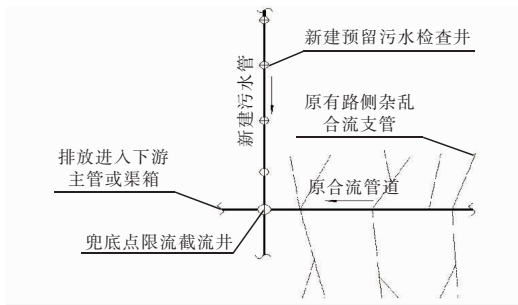 新建预留污水检查井
新建污水管
原有路侧杂乱
合流支管
排放进入下游
主管或渠箱
原合流管道
兜底点限流截流井